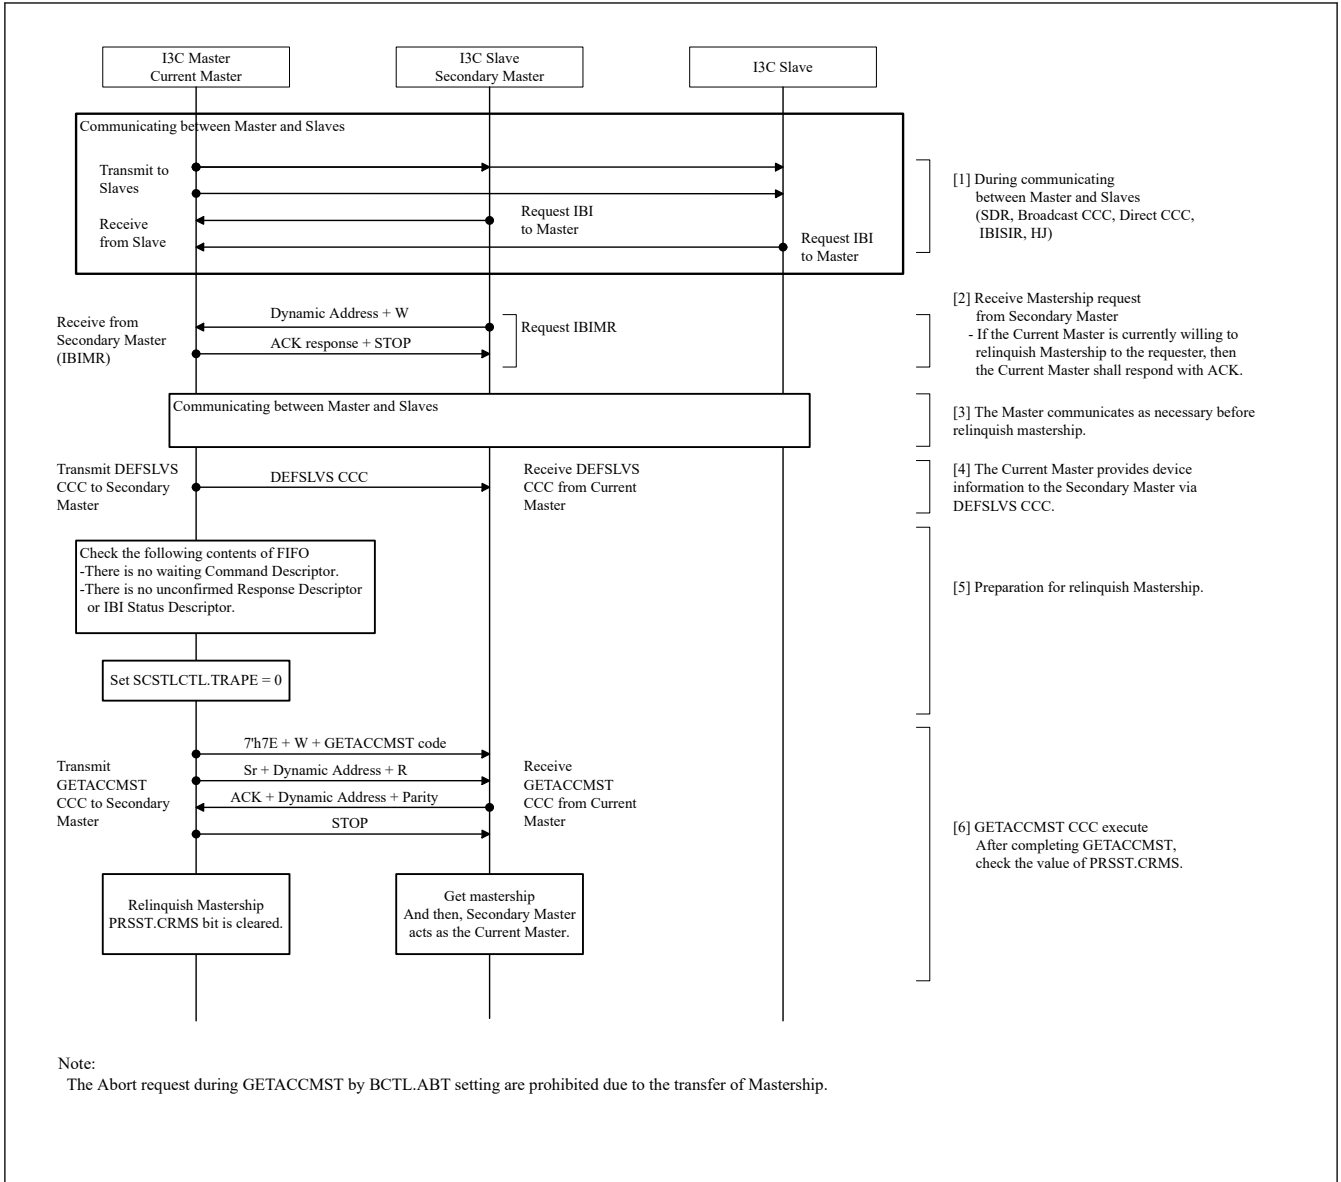 I3C Master
Current Master
I3C Slave
Secondary Master
I3C Slave
Communicating between Master and Slaves
Transmit to
Slaves
Receive
from Slave
Request IBI
to Master
Request IBI
to Master
[1] During communicating
between Master and Slaves
(SDR, Broadcast CCC, Direct CCC,
IBISIR, HJ)
Receive from
Secondary Master
(IBIMR)
Dynamic Address + W
ACK response + STOP
Request IBIMR
[2] Receive Mastership request
from Secondary Master
- If the Current Master is currently willing to
relinquish Mastership to the requester, then
the Current Master shall respond with ACK.
Communicating between Master and Slaves
[3] The Master communicates as necessary before
relinquish mastership.
Transmit DEFSLVS
CCC to Secondary
Master
DEFSLVS CCC
Receive DEFSLVS
CCC from Current
Master
[4] The Current Master provides device
information to the Secondary Master via
DEFSLVS CCC.
Check the following contents of FIFO
-There is no waiting Command Descriptor.
-There is no unconfirmed Response Descriptor
or IBI Status Descriptor.
[5] Preparation for relinquish Mastership.
Set SCSTLCTL.TRAPE = 0
Transmit
GETACCMST
CCC to Secondary
Master
7'h7E + W + GETACCMST code
Sr + Dynamic Address + R
ACK + Dynamic Address + Parity
STOP
Receive
GETACCMST
CCC from Current
Master
[6] GETACCMST CCC execute
After completing GETACCMST,
check the value of PRSST.CRMS.
Relinquish Mastership
PRSST.CRMS bit is cleared.
Get mastership
And then, Secondary Master
acts as the Current Master.
Note:
The Abort request during GETACCMST by BCTL.ABT setting are prohibited due to the transfer of Mastership.